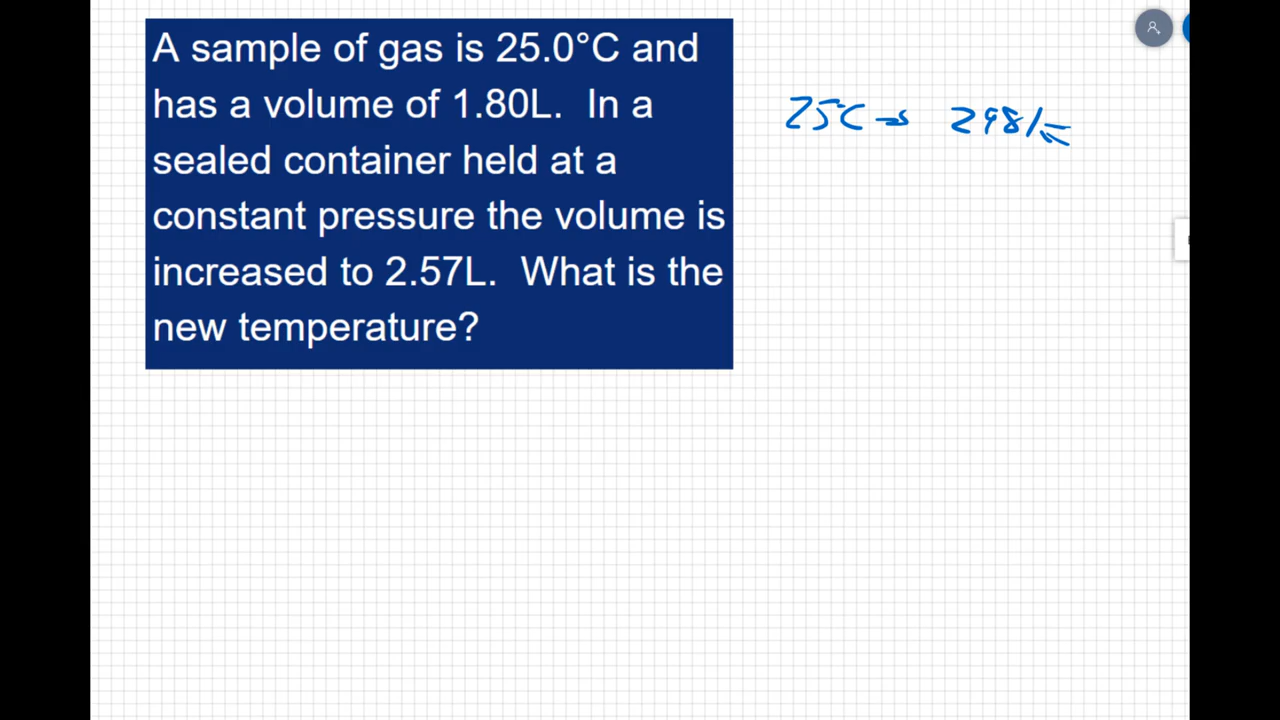 A sample of gas is 25.0°C and
has a volume of 1.80L. In a
sealed container held at a
constant pressure the volume is
increased to 2.57L. What is the
new temperature?
25°C → 298K